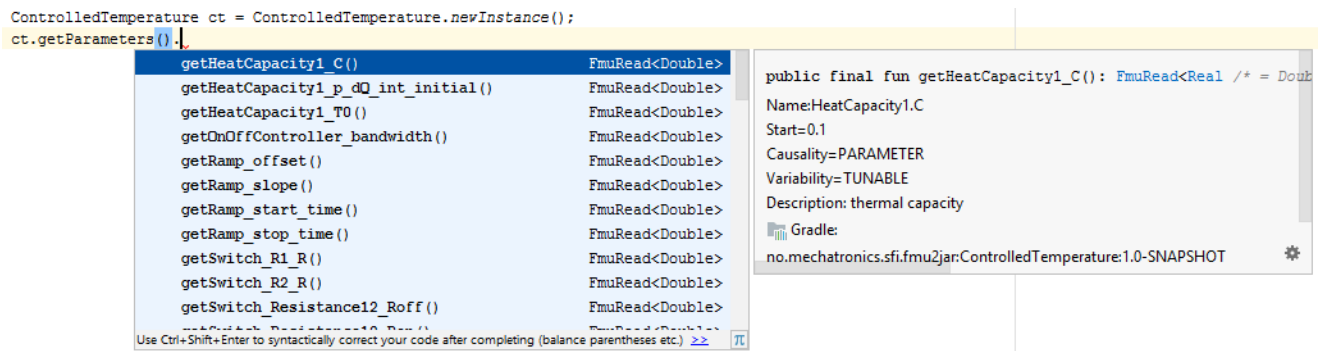 ControlledTemperature ct = ControlledTemperature.newInstance();
ct.getParameters().
getHeatCapacity1_C() FmuRead<Double>
getHeatCapacity1_p_dQ_int_initial() FmuRead<Double>
getHeatCapacity1_T0() FmuRead<Double>
getOnOffController_bandwidth() FmuRead<Double>
getRamp_offset() FmuRead<Double>
getRamp_slope() FmuRead<Double>
getRamp_start_time() FmuRead<Double>
getRamp_stop_time() FmuRead<Double>
getSwitch_R1_R() FmuRead<Double>
getSwitch_R2_R() FmuRead<Double>
getSwitch_Resistance12_Roff() FmuRead<Double>
Use Ctrl+Shift+Enter to syntactically correct your code after completing (balance parentheses etc.) >> π
public final fun getHeatCapacity1_C(): FmuRead<Real /* = Doub
Name:HeatCapacity1.C
Start=0.1
Causality=PARAMETER
Variability=TUNABLE
Description: thermal capacity
Gradle:
no.mechatronics.sfi.fmu2jar:ControlledTemperature:1.0-SNAPSHOT